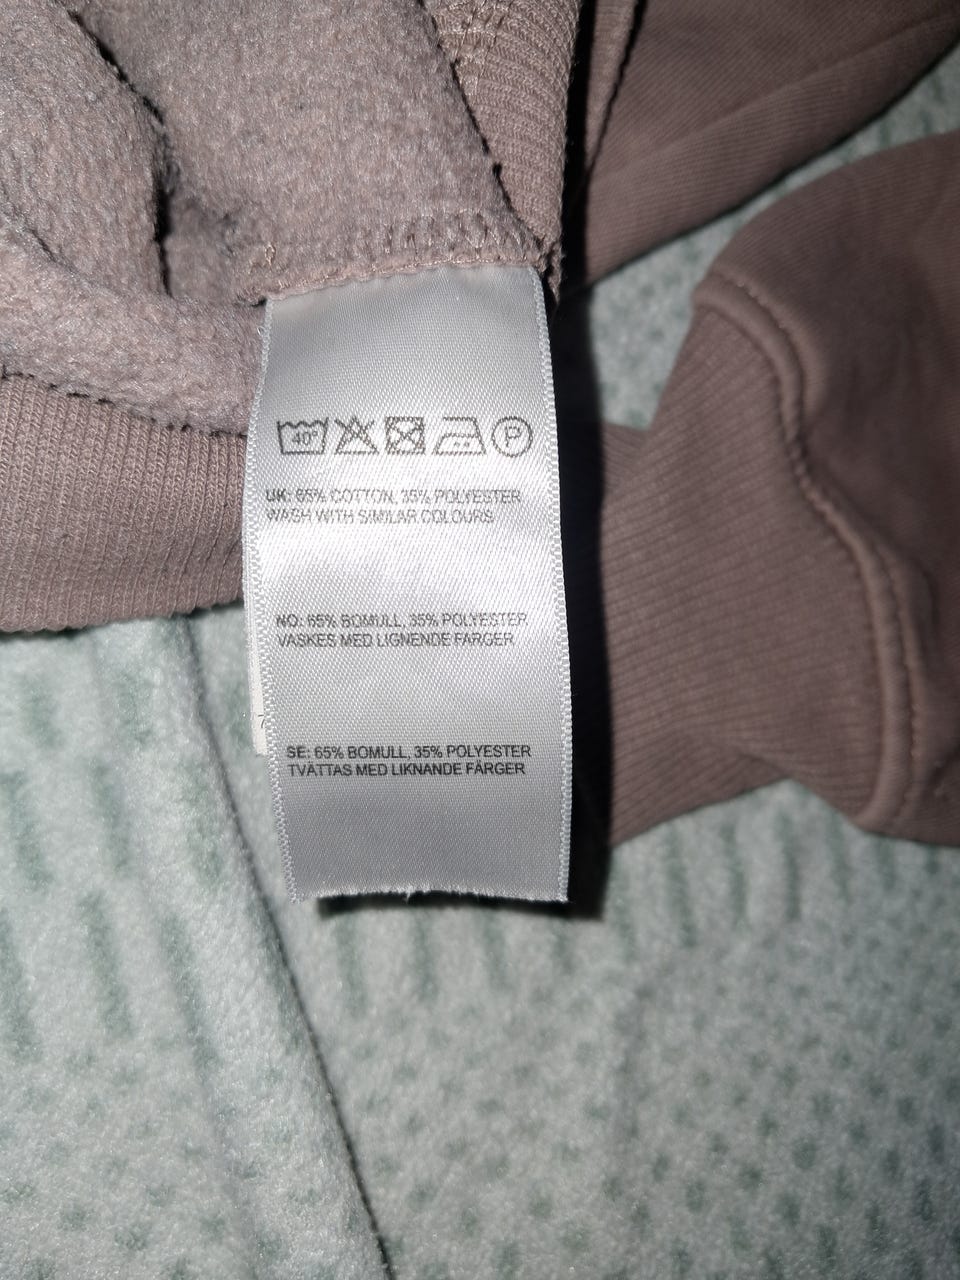 40°
P
UK: 65% COTTON, 35% POLYESTER
WASH WITH SIMILAR COLOURS
NO: 65% BOMULL, 35% POLYESTER
VASKES MED LIGNENDE FARGER
7
SE: 65% BOMULL, 35% POLYESTER
TVÄTTAS MED LIKNANDE FÄRGER